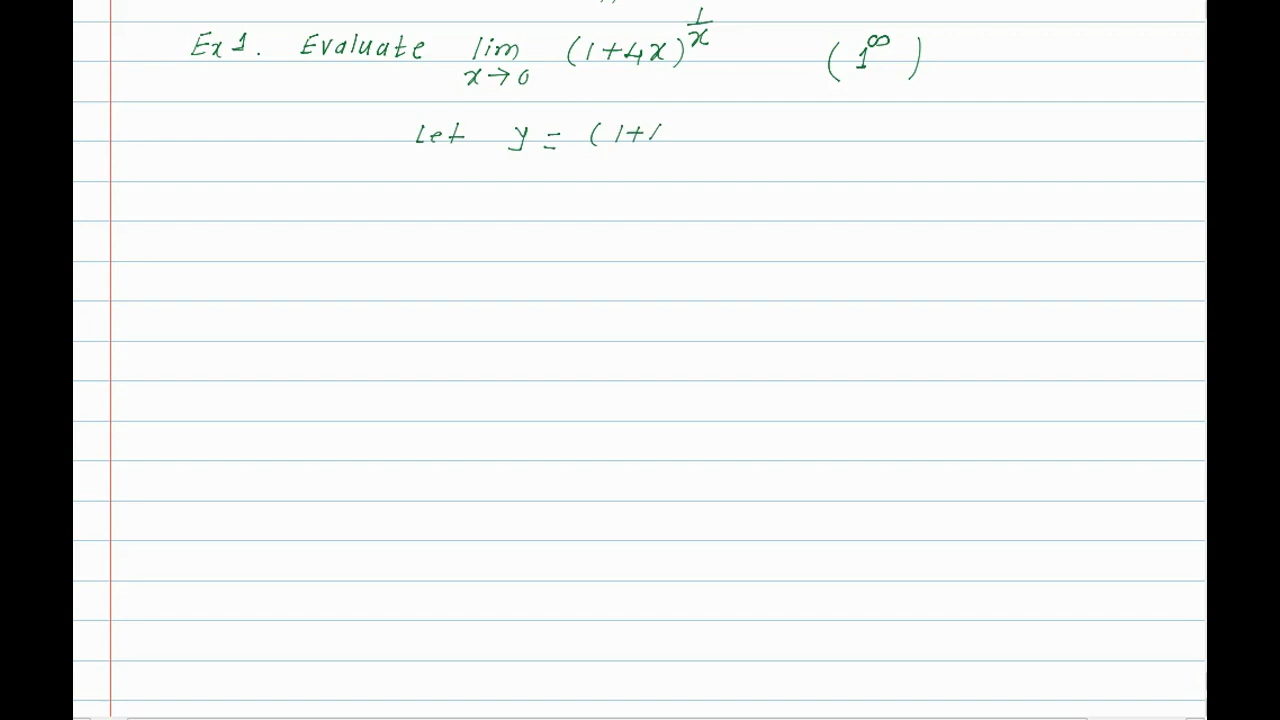 Ex 1. Evaluate lim (1+4x)^1/x (1^∞)
x→0
Let y = (1+